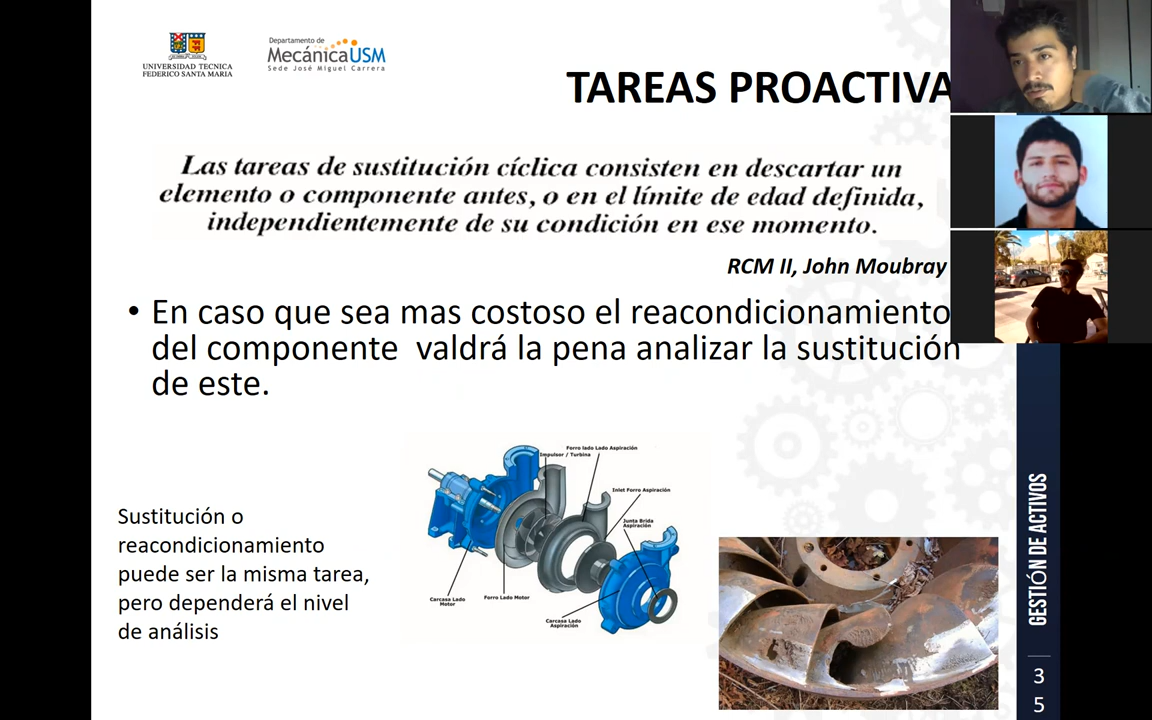 UNIVERSIDAD TECNICA
FEDERICO SANTA MARIA
Departamento de
MecánicaUSM
Sede José Miguel Carrera
TAREAS PROACTIVA
Las tareas de sustitución cíclica consisten en descartar un
elemento o componente antes, o en el límite de edad definida,
independientemente de su condición en ese momento.
RCM II, John Moubray
• En caso que sea mas costoso el reacondicionamiento
del componente valdrá la pena analizar la sustitución
de este.
Sustitución o
reacondicionamiento
puede ser la misma tarea,
pero dependerá el nivel
de análisis
Forro lado Lado Aspiración
Impulsor / Turbina
Inlet Forro Aspiración
Junta Brida
Aspiración
Carcasa Lado
Motor
Forro Lado Motor
Carcasa Lado
Aspiración
GESTIÓN DE ACTIVOS
3
5